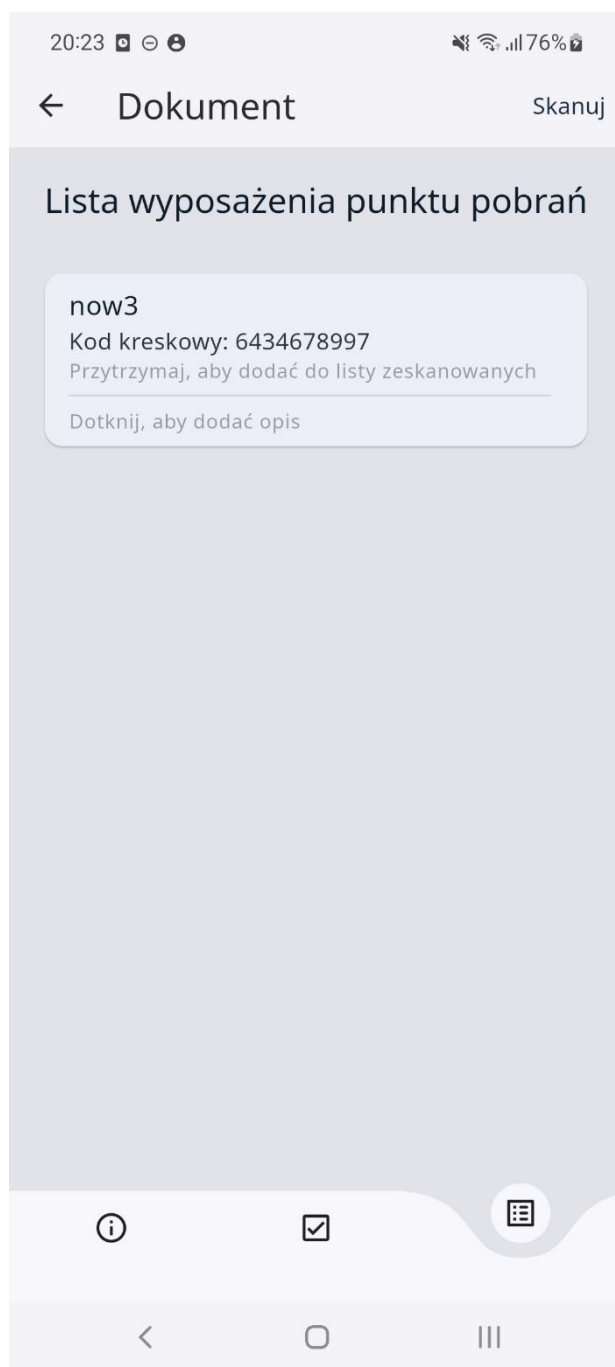 20:23 76%
Dokument Skanuj
Lista wyposażenia punktu pobrań
now3
Kod kreskowy: 6434678997
Przytrzymaj, aby dodać do listy zeskanowanych
Dotknij, aby dodać opis